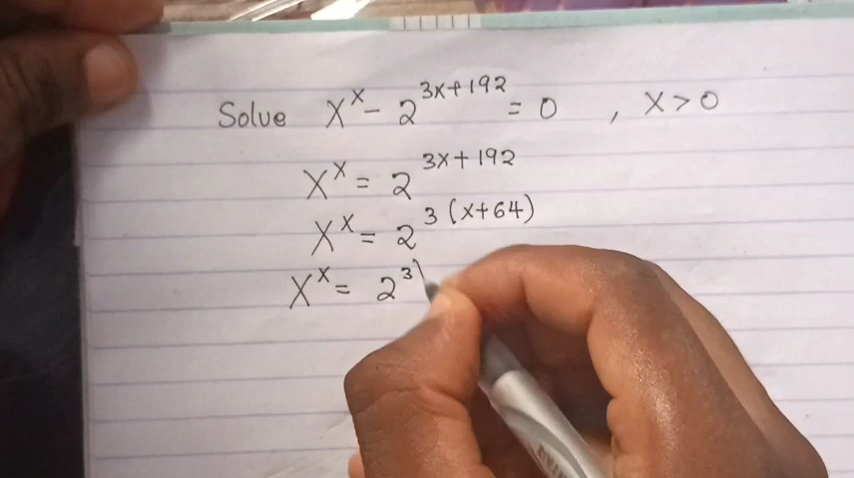 Solve X^x - 2^{3x+192} = 0 , X > 0
X^x = 2^{3x+192}
X^x = 2^{3(x+64)}
X^x = 2^{3)